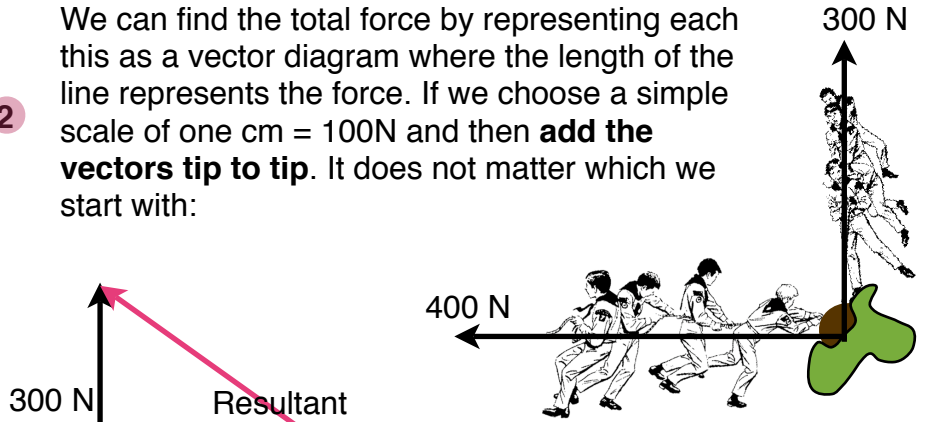 We can find the total force by representing each
this as a vector diagram where the length of the
line represents the force. If we choose a simple
scale of one cm = 100N and then add the
vectors tip to tip. It does not matter which we
start with:
2
300 N
400 N
300 N
Resultant